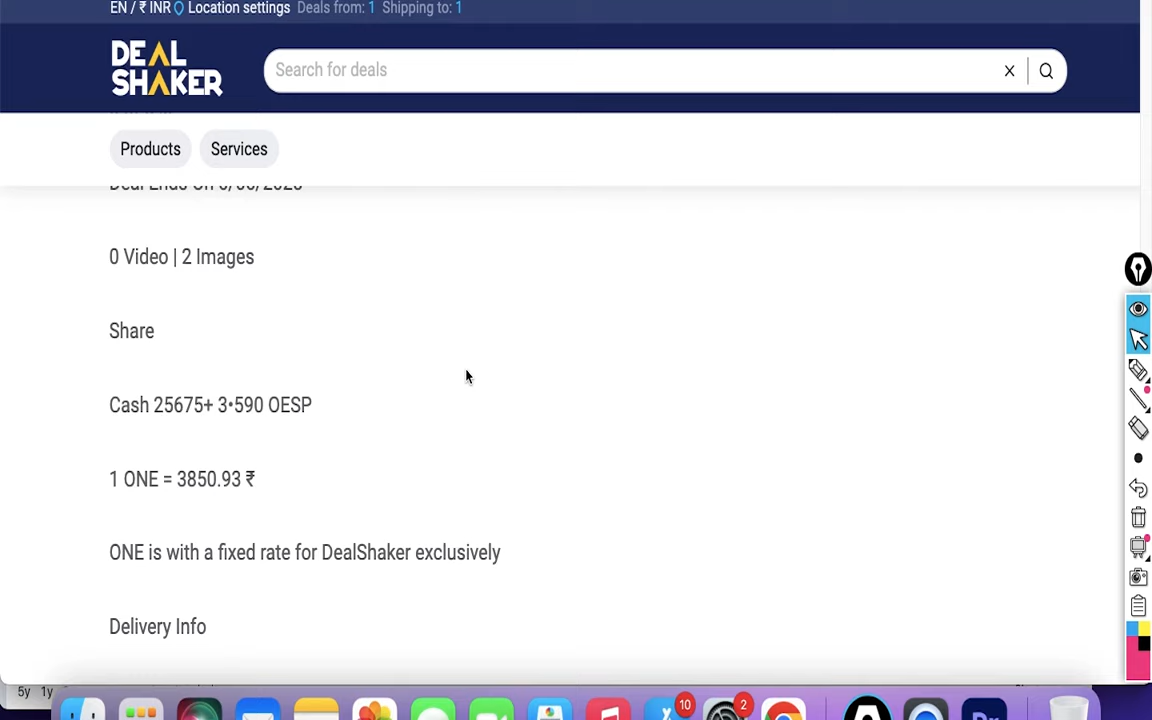 EN / ₹ INR Location settings Deals from: 1 Shipping to: 1
DEAL
SHAKER
Search for deals
Products Services
0 Video | 2 Images
Share
Cash 25675+ 3•590 OESP
1 ONE = 3850.93 ₹
ONE is with a fixed rate for DealShaker exclusively
Delivery Info
5y 1y
10 2